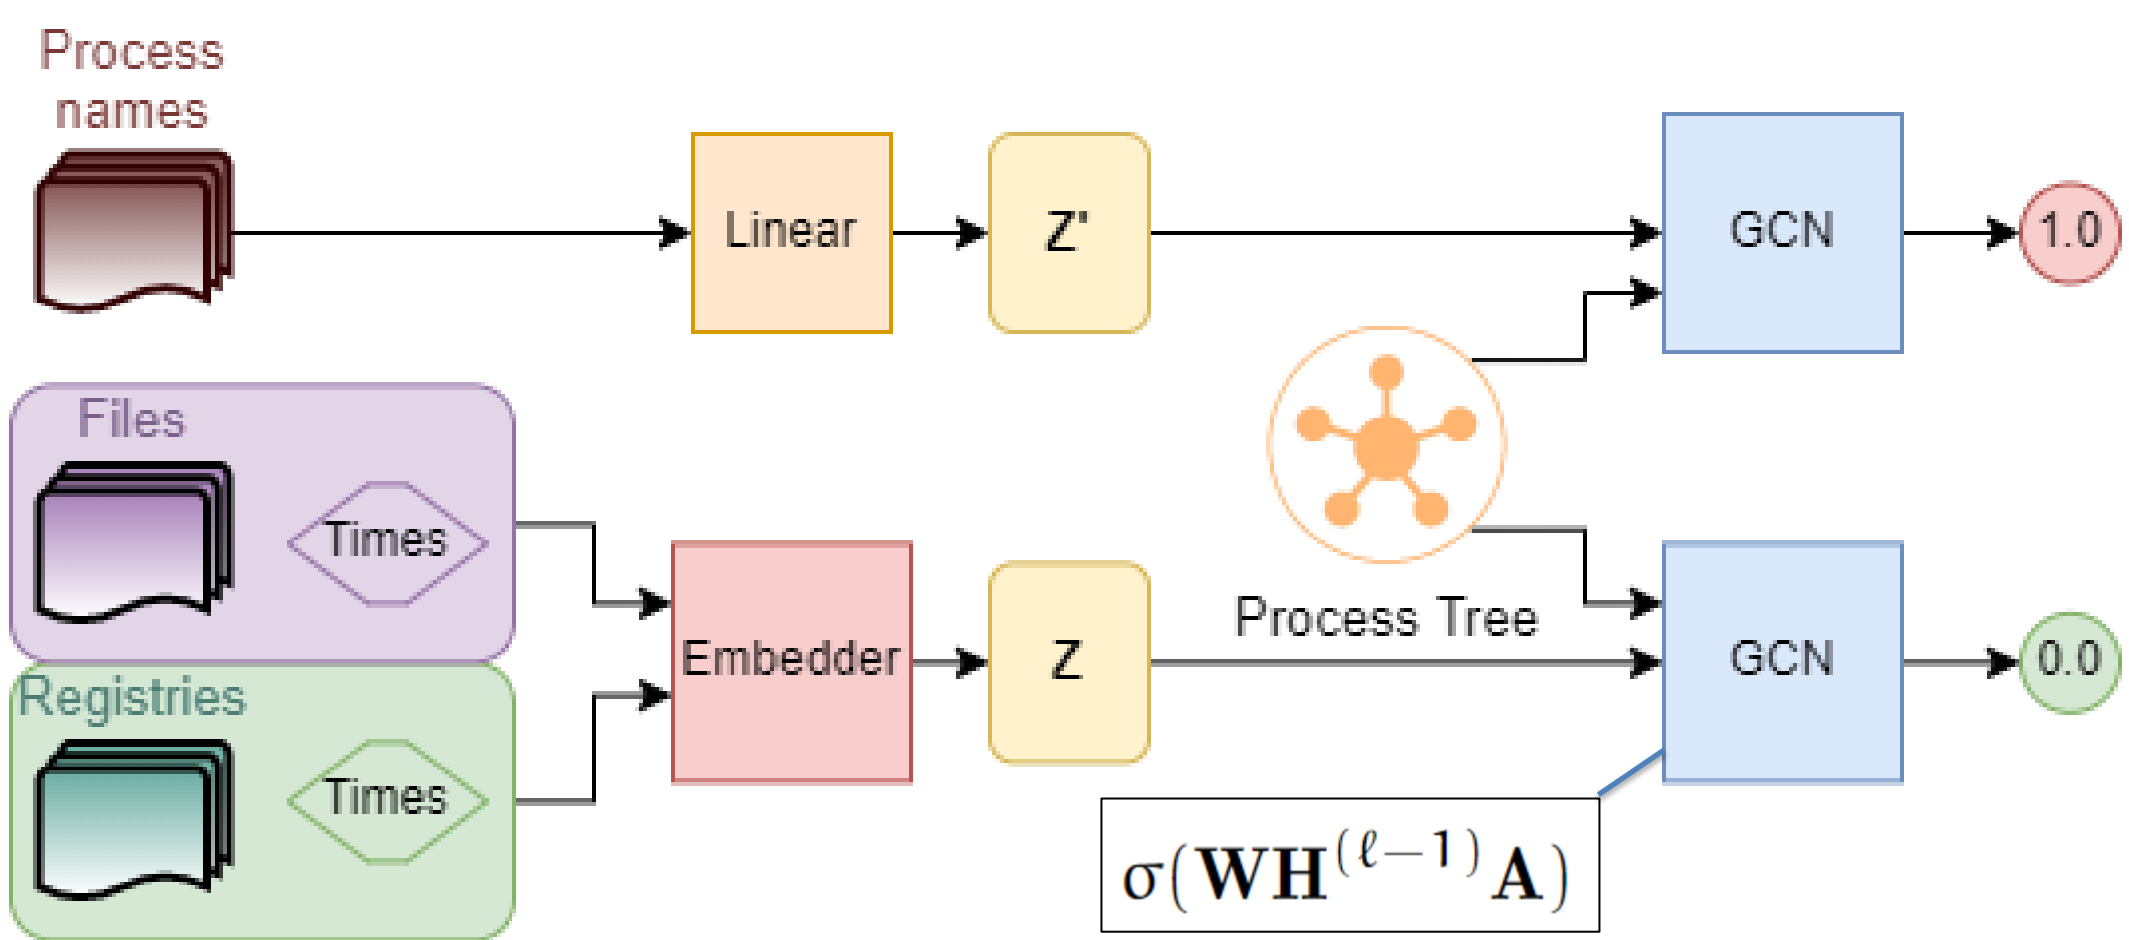 Process
names
Linear
Z'
GCN
1.0
Files
Times
Embedder
Z
Process Tree
GCN
0.0
Registries
Times
σ(WH^(ℓ−1)A)